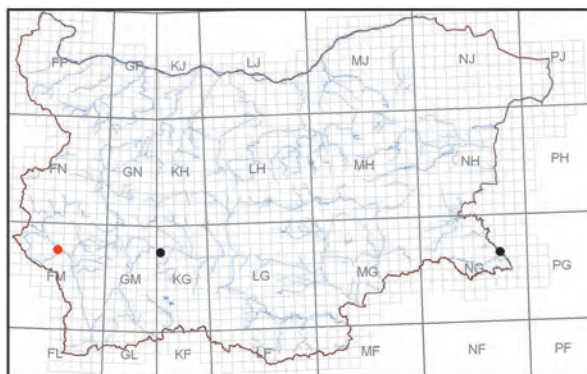 FP GP KJ LJ MJ NJ PJ
FN GN KH LH MH NH PH
FM GM KG LG MG NG PG
FL GL KF LF MF NF PF